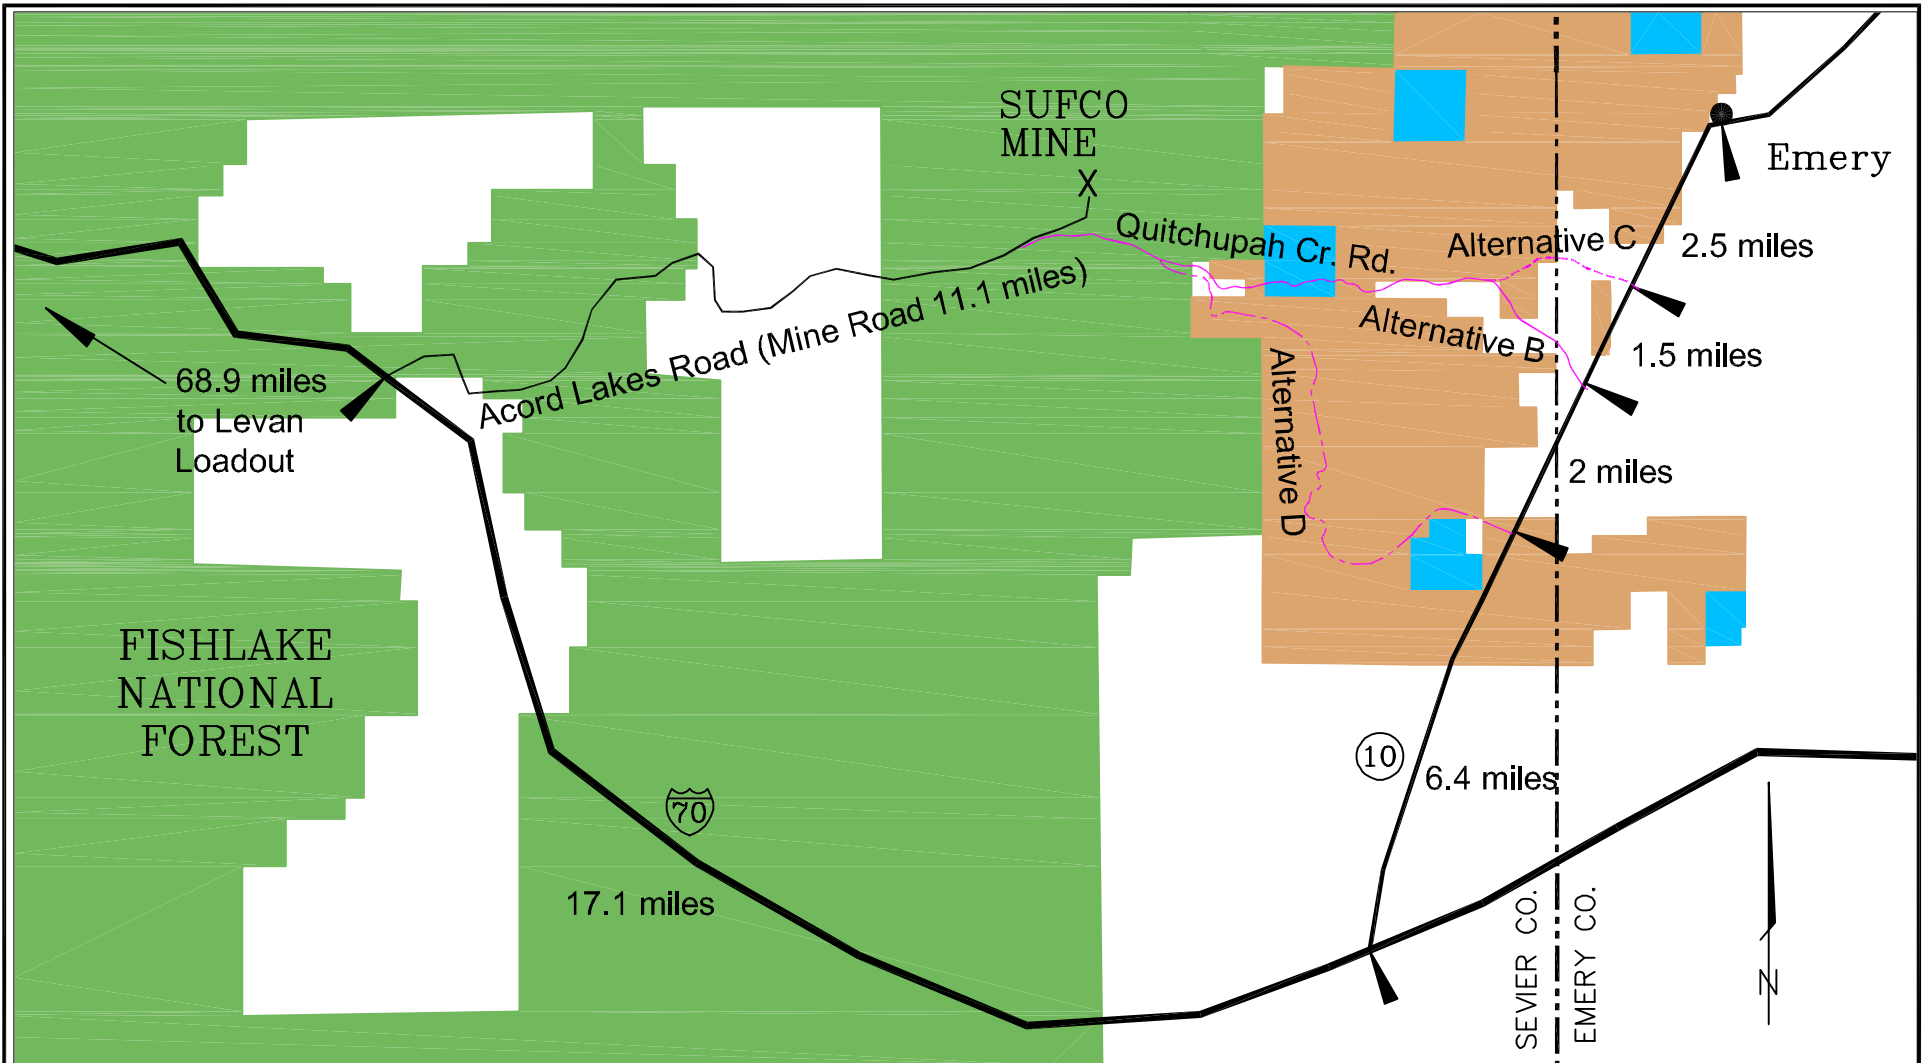 SUFCO
MINE
X
Emery
Quitchupah Cr. Rd.
Alternative C
2.5 miles
Acord Lakes Road (Mine Road 11.1 miles)
Alternative B
1.5 miles
68.9 miles
to Levan
Loadout
Alternative D
2 miles
FISHLAKE
NATIONAL
FOREST
10
6.4 miles
70
17.1 miles
SEVIER CO.
EMERY CO.
N